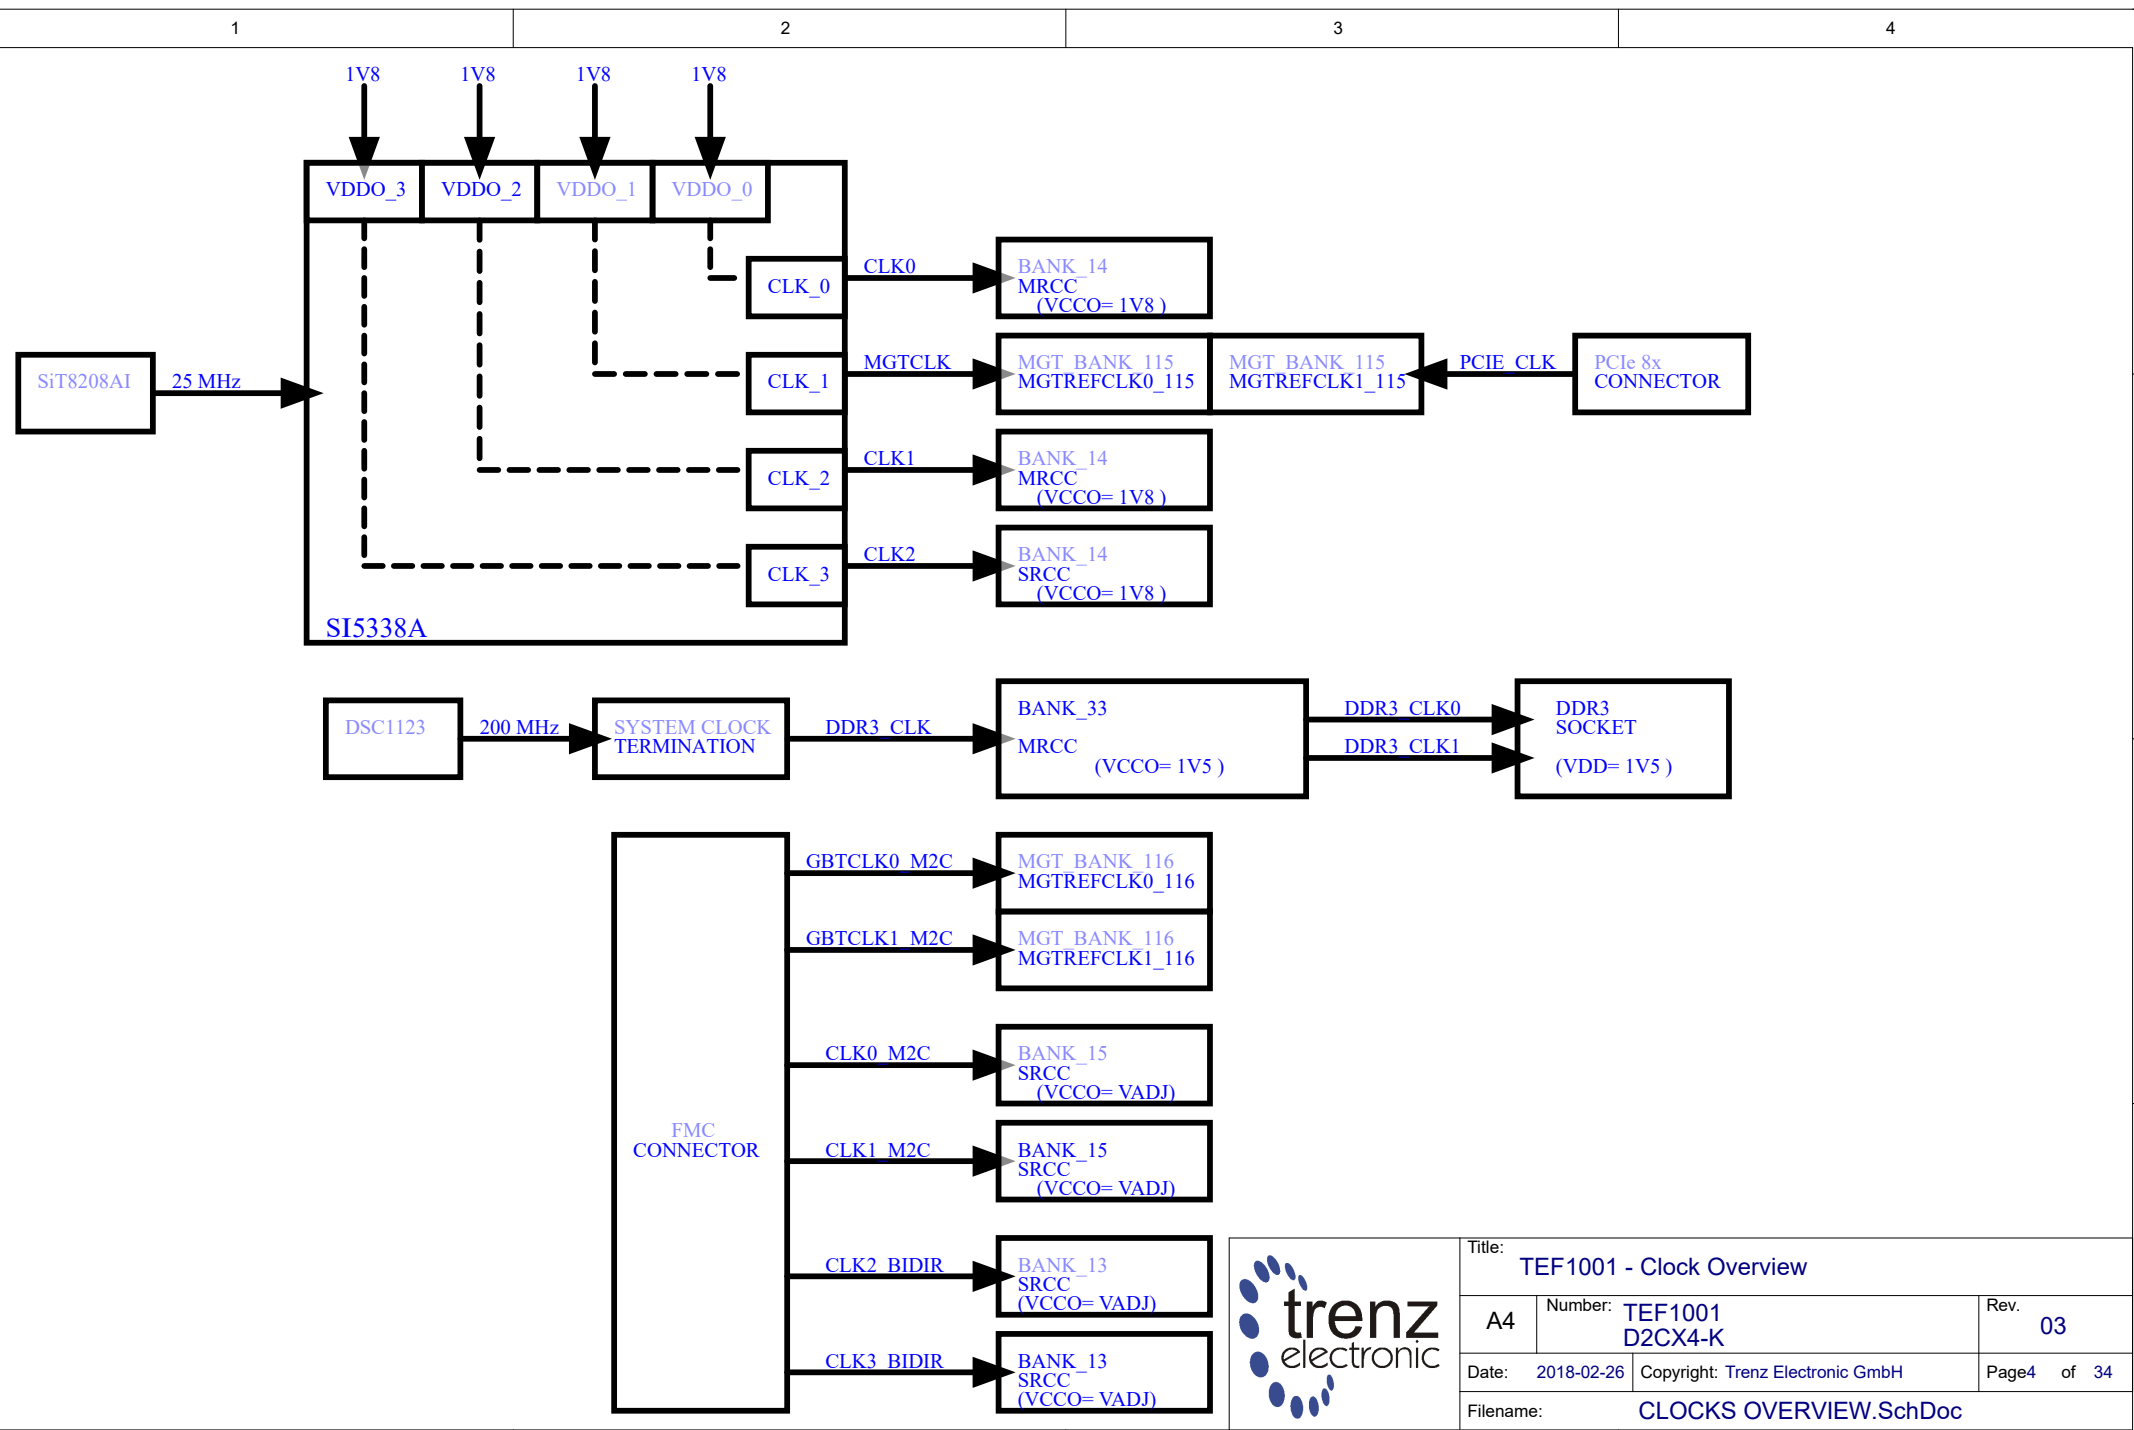 1
2
3
4
1V8
1V8
1V8
1V8
VDDO_3
VDDO_2
VDDO_1
VDDO_0
CLK_0
CLK0
BANK_14
MRCC
(VCCO= 1V8 )
SiT8208AI
25 MHz
CLK_1
MGTCLK
MGT_BANK_115
MGTREFCLK0_115
MGT_BANK_115
MGTREFCLK1_115
PCIE_CLK
PCIe 8x
CONNECTOR
CLK_2
CLK1
BANK_14
MRCC
(VCCO= 1V8 )
CLK_3
CLK2
BANK_14
SRCC
(VCCO= 1V8 )
SI5338A
DSC1123
200 MHz
SYSTEM CLOCK
TERMINATION
DDR3_CLK
BANK_33
MRCC
(VCCO= 1V5 )
DDR3_CLK0
DDR3_CLK1
DDR3
SOCKET
(VDD= 1V5 )
FMC
CONNECTOR
GBTCLK0_M2C
MGT_BANK_116
MGTREFCLK0_116
GBTCLK1_M2C
MGT_BANK_116
MGTREFCLK1_116
CLK0_M2C
BANK_15
SRCC
(VCCO= VADJ)
CLK1_M2C
BANK_15
SRCC
(VCCO= VADJ)
CLK2_BIDIR
BANK_13
SRCC
(VCCO= VADJ)
CLK3_BIDIR
BANK_13
SRCC
(VCCO= VADJ)
trenz
electronic
Title:
TEF1001 - Clock Overview
A4
Number: TEF1001
D2CX4-K
Rev.
03
Date: 2018-02-26
Copyright: Trenz Electronic GmbH
Page4 of 34
Filename: CLOCKS OVERVIEW.SchDoc